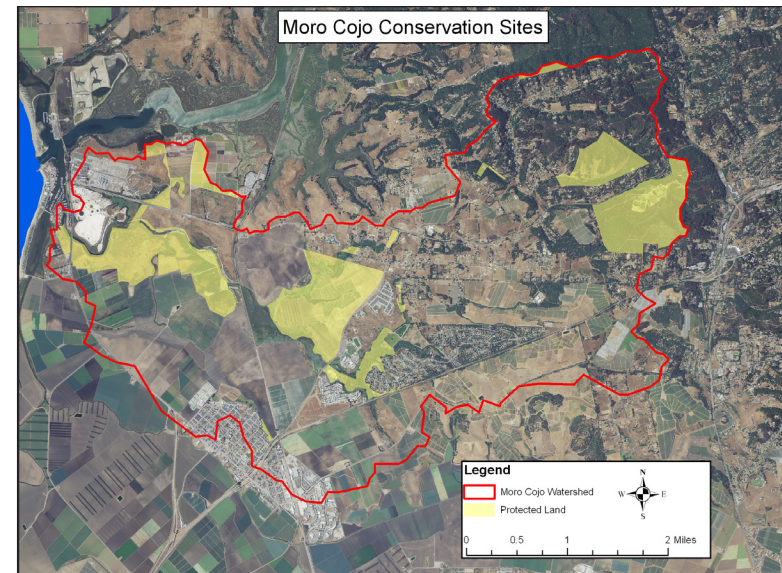 Moro Cojo Conservation Sites
Legend
Moro Cojo Watershed
Protected Land
N
W E
S
0 0.5 1 2 Miles